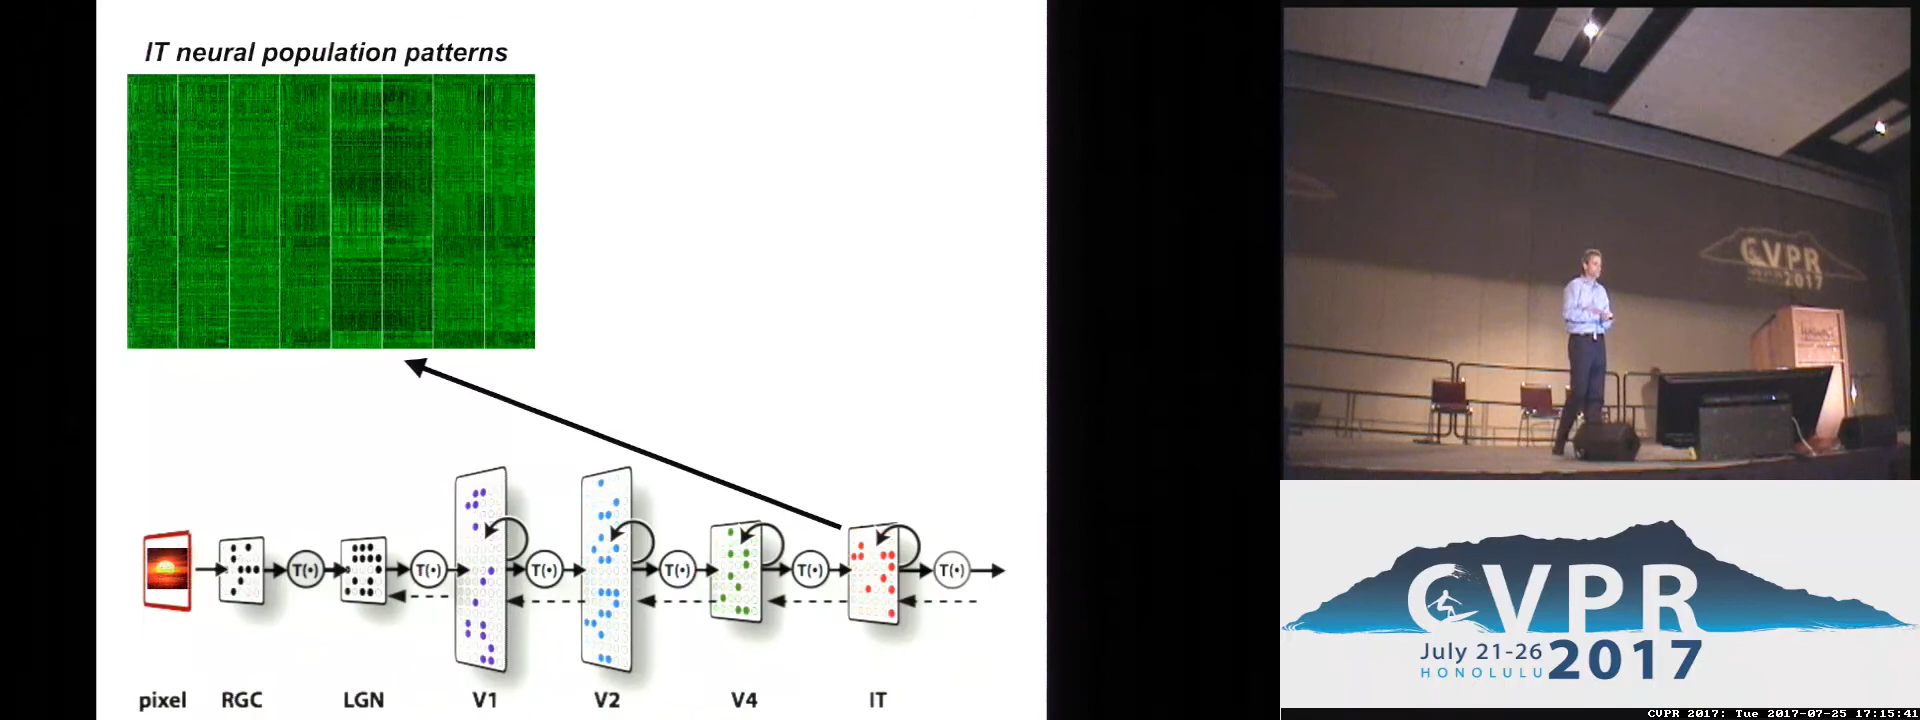 IT neural population patterns
T(•) T(•) T(•) T(•) T(•) T(•)
pixel RGC LGN V1 V2 V4 IT
CVPR
2017
CVPR
July 21-26
HONOLULU
2017
CVPR 2017: Tue 2017-07-25 17:15:41